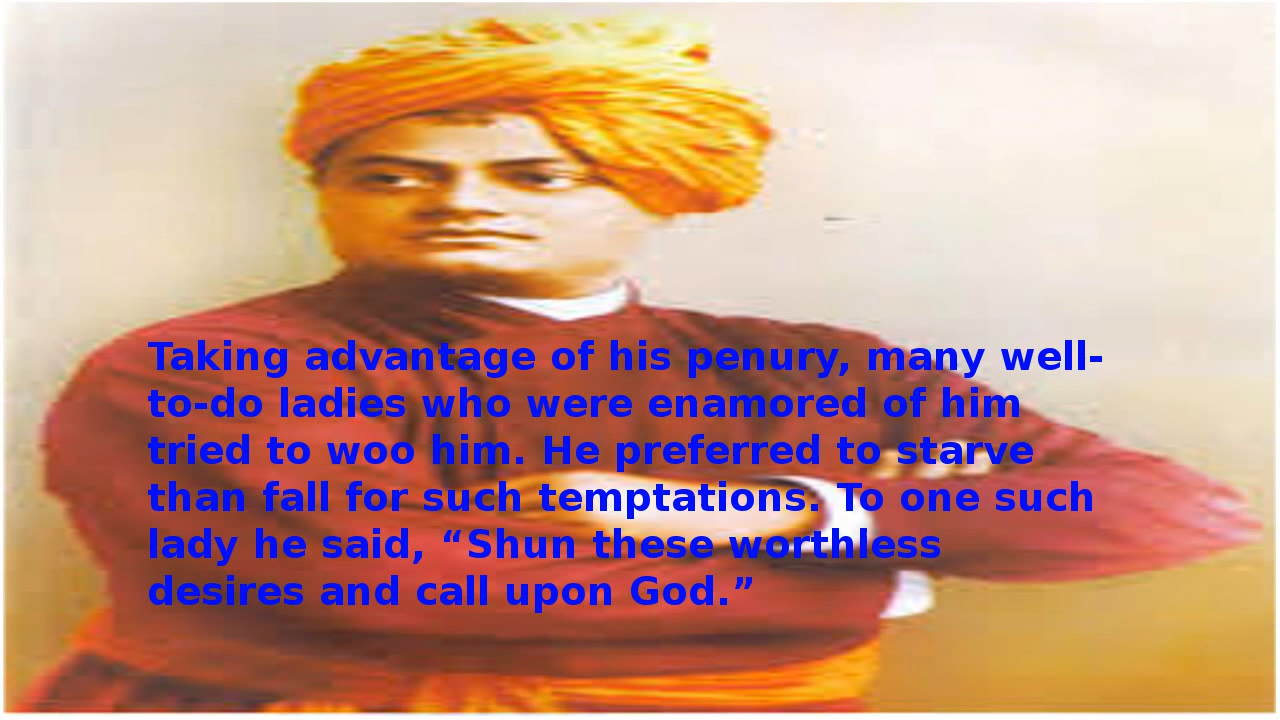 Taking advantage of his penury, many well-
to-do ladies who were enamored of him
tried to woo him. He preferred to starve
than fall for such temptations. To one such
lady he said, “Shun these worthless
desires and call upon God.”